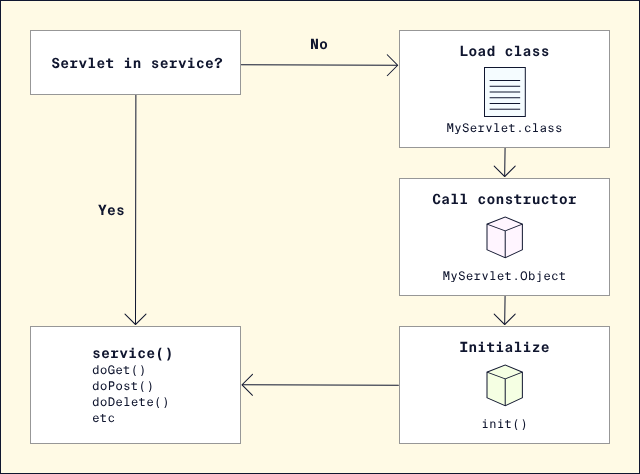 Servlet in service?
No
Load class
MyServlet.class
Yes
Call constructor
MyServlet.Object
service()
doGet()
doPost()
doDelete()
etc
Initialize
init()